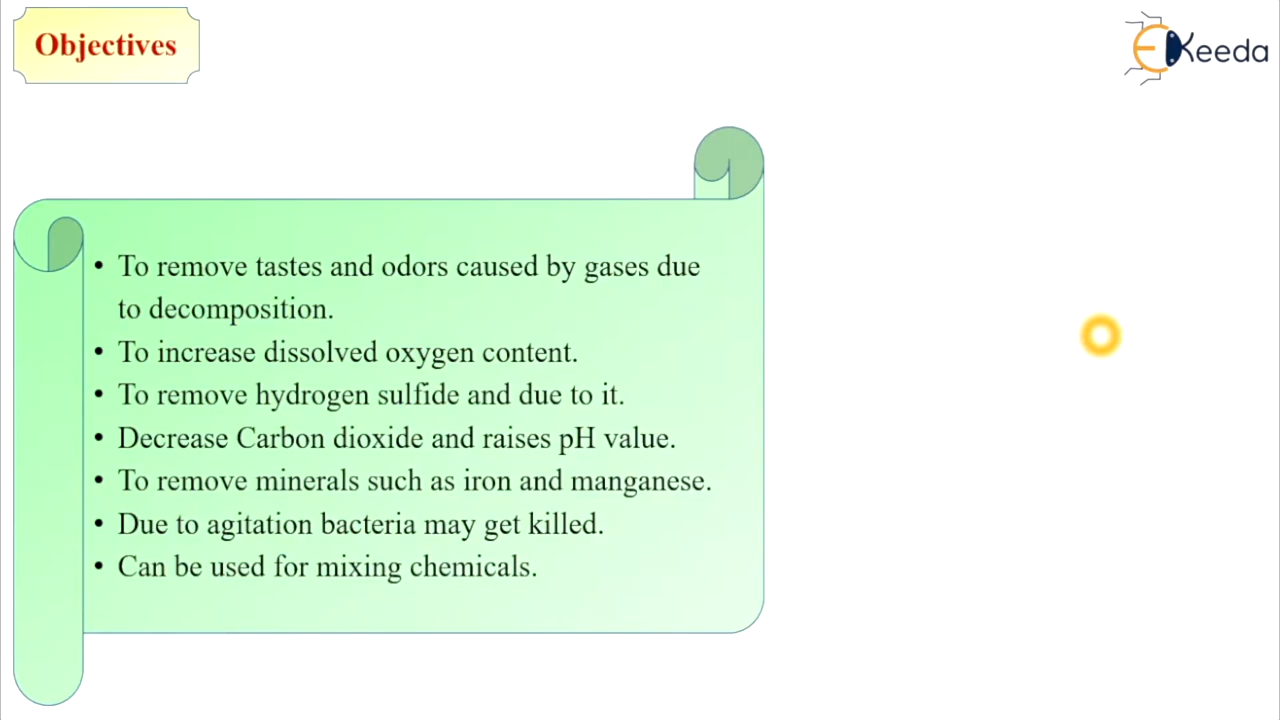 Objectives
EKeeda
• To remove tastes and odors caused by gases due
to decomposition.
• To increase dissolved oxygen content.
• To remove hydrogen sulfide and due to it.
• Decrease Carbon dioxide and raises pH value.
• To remove minerals such as iron and manganese.
• Due to agitation bacteria may get killed.
• Can be used for mixing chemicals.